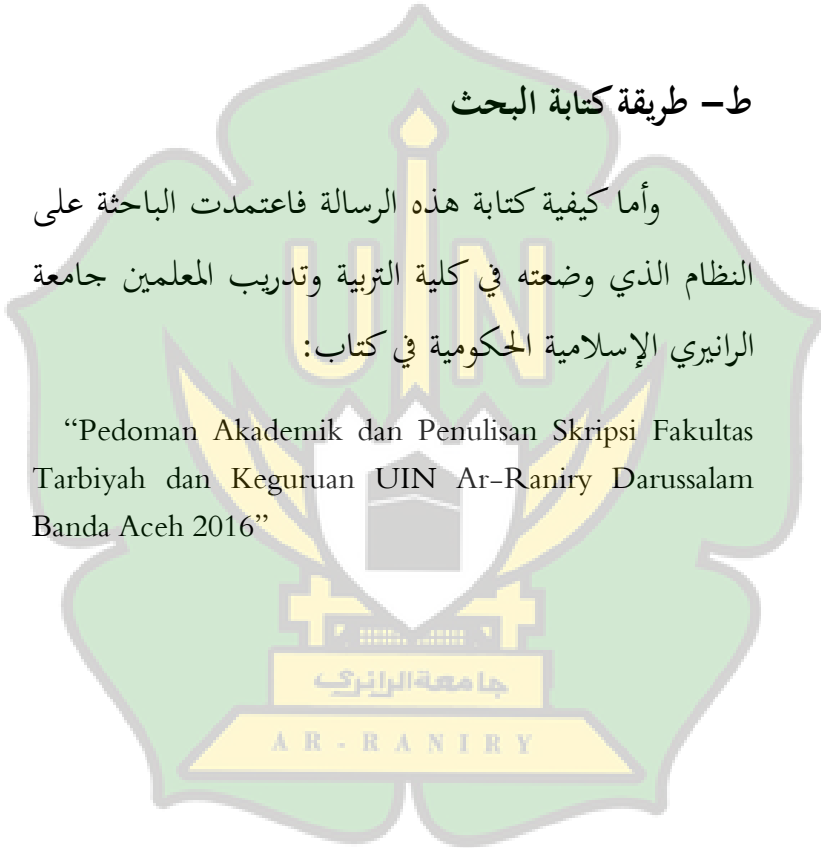 ط– طريقة كتابة البحث
وأما كيفية كتابة هذه الرسالة فاعتمدت الباحثة على
النظام الذي وضعته في كلية التربية وتدريب المعلمين جامعة
الرانيري الإسلامية الحكومية في كتاب:
“Pedoman Akademik dan Penulisan Skripsi Fakultas
Tarbiyah dan Keguruan UIN Ar-Raniry Darussalam
Banda Aceh 2016”
UIN
جامعة الرانري
AR-RANIRY